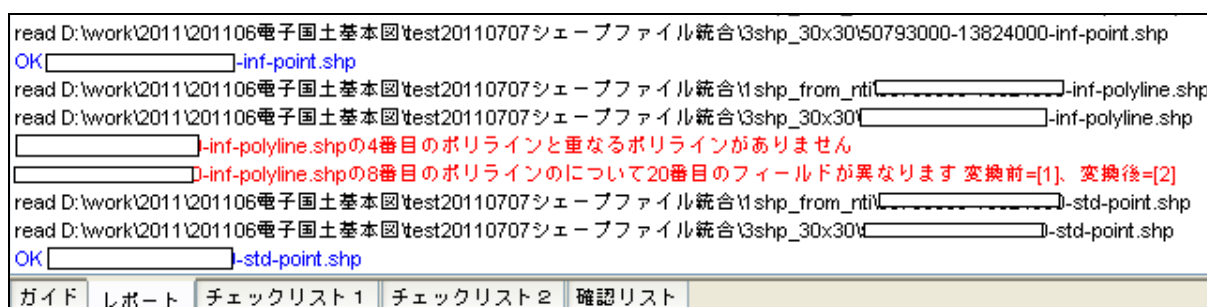 read D:\work\2011\201106電子国土基本図\test20110707シェープファイル統合\3shp_30x30\50793000-13824000-inf-point.shp
OK -inf-point.shp
read D:\work\2011\201106電子国土基本図\test20110707シェープファイル統合\1shp_from_nti\ -inf-polyline.shp
read D:\work\2011\201106電子国土基本図\test20110707シェープファイル統合\3shp_30x30\ -inf-polyline.shp
-inf-polyline.shpの4番目のポリラインと重なるポリラインがありません
-inf-polyline.shpの8番目のポリラインのについて20番目のフィールドが異なります 変換前=[1]、変換後=[2]
read D:\work\2011\201106電子国土基本図\test20110707シェープファイル統合\1shp_from_nti\ -std-point.shp
read D:\work\2011\201106電子国土基本図\test20110707シェープファイル統合\3shp_30x30\ -std-point.shp
OK -std-point.shp
ガイド レポート チェックリスト1 チェックリスト2 確認リスト